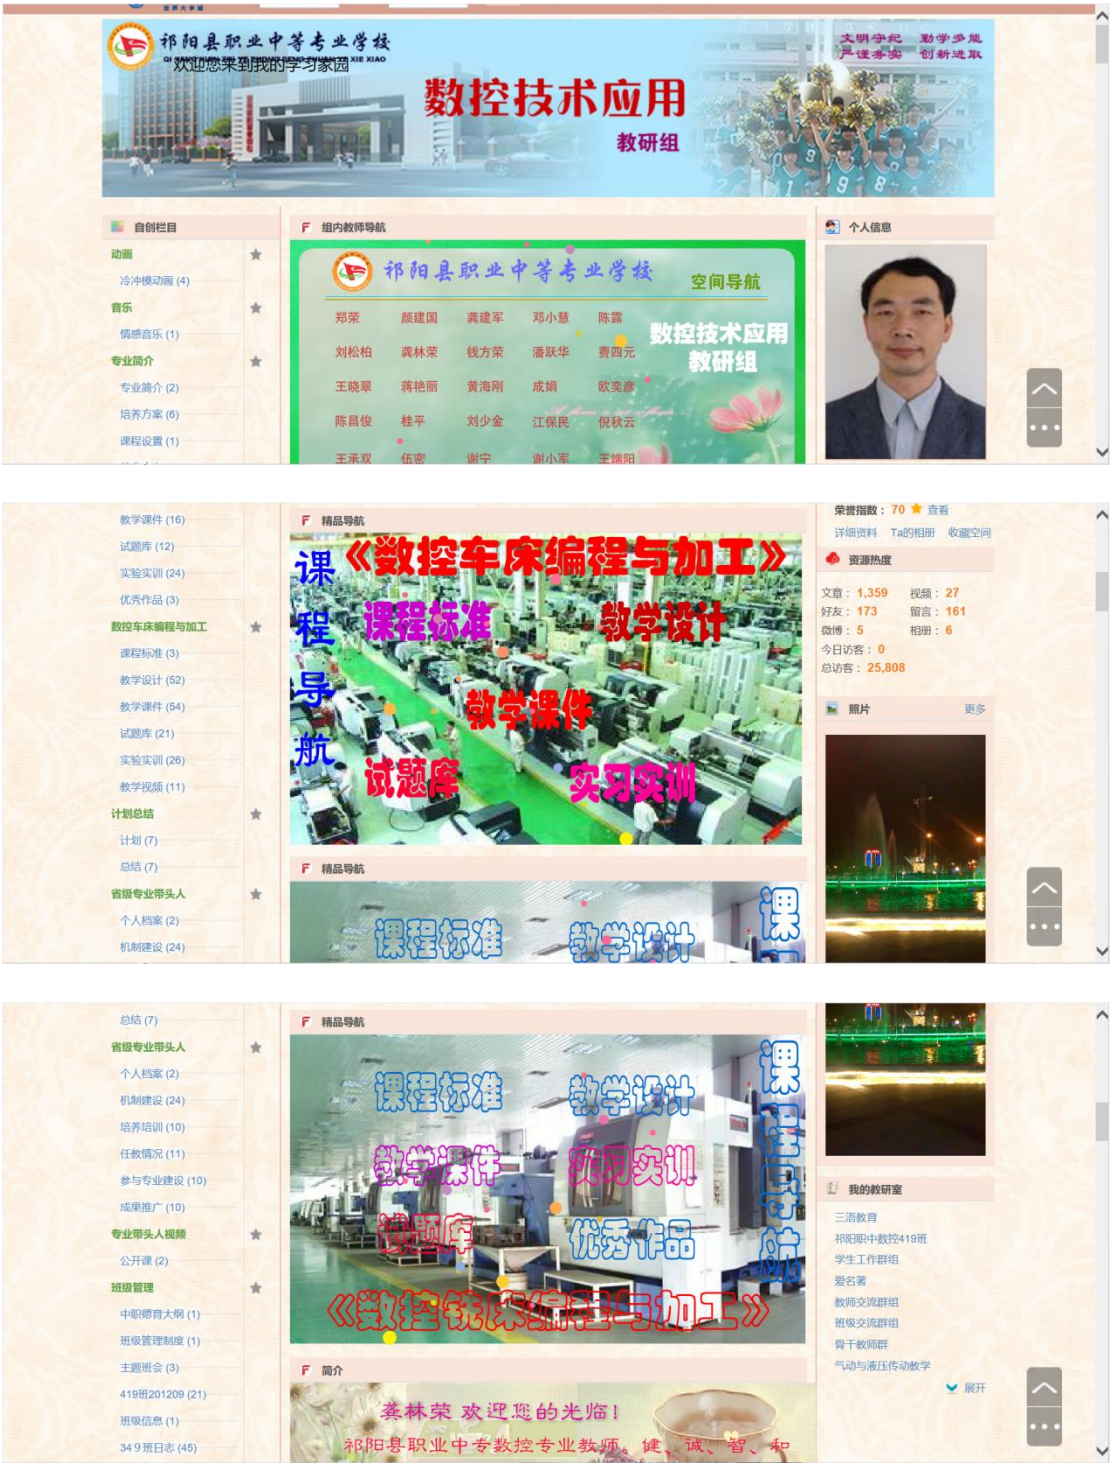 世界大学城
祁阳县职业中等专业学校
欢迎您来到我的学习家园
文明守纪 勤学多能
严谨务实 创新进取
数控技术应用
教研组
自创栏目
动画
冷冲模动画 (4)
音乐
情感音乐 (1)
专业简介
专业简介 (2)
培养方案 (6)
课程设置 (1)
组内教师导航
祁阳县职业中等专业学校
空间导航
郑荣 颜建国 龚建军 邓小慧 陈露
刘松柏 龚林荣 钱方荣 潘跃华 费四元
王晓翠 蒋艳丽 黄海刚 成娟 欧奕彦
陈昌俊 桂平 刘少金 江保民 倪秋云
王承双 伍密 谢宁 谢小军 王端阳
数控技术应用
教研组
个人信息
教学课件 (16)
试题库 (12)
实验实训 (24)
优秀作品 (3)
数控车床编程与加工
课程标准 (3)
教学设计 (52)
教学课件 (54)
试题库 (21)
实验实训 (26)
教学视频 (11)
计划总结
计划 (7)
总结 (7)
省级专业带头人
个人档案 (2)
机制建设 (24)
精品导航
《数控车床编程与加工》
课程导航
课程标准
教学设计
教学课件
试题库
实习实训
精品导航
课程标准
教学设计
课
荣誉指数： 70 查看
详细资料 Ta的相册 收藏空间
资源热度
文章： 1,359 视频： 27
好友： 173 留言： 161
微博： 5 相册： 6
今日访客： 0
总访客： 25,808
照片 更多
总结 (7)
省级专业带头人
个人档案 (2)
机制建设 (24)
培养培训 (10)
任教情况 (11)
参与专业建设 (10)
成果推广 (10)
专业带头人视频
公开课 (2)
班级管理
中职德育大纲 (1)
班级管理制度 (1)
主题班会 (3)
419班201209 (21)
班级信息 (1)
34９班日志 (45)
精品导航
课程标准
教学设计
课程导航
教学课件
实习实训
试题库
优秀作品
《数控铣床编程与加工》
简介
龚林荣 欢迎您的光临！
祁阳县职业中专数控专业教师。健、诚、智、和
我的教研室
三浯教育
祁阳职中数控419班
学生工作群组
爱名著
教师交流群组
班级交流群组
骨干教师群
气动与液压传动教学
展开